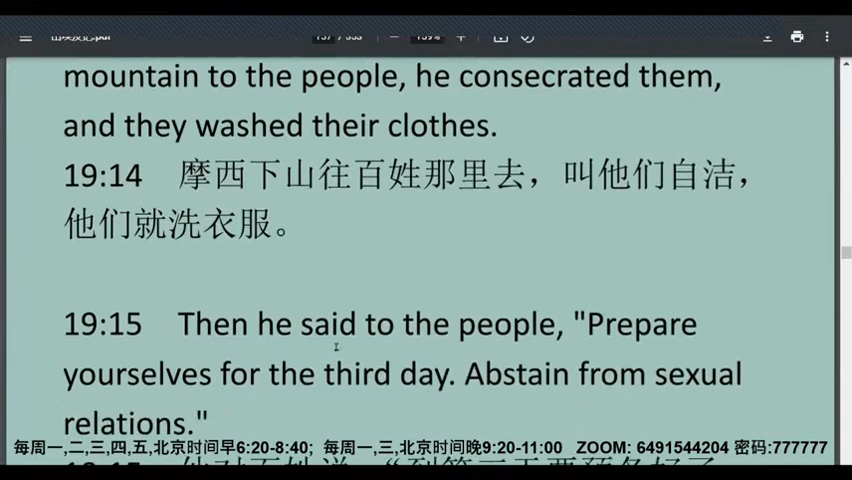 137 / 333
159%
mountain to the people, he consecrated them,
and they washed their clothes.
19:14 摩西下山往百姓那里去，叫他们自洁，
他们就洗衣服。
19:15 Then he said to the people, "Prepare
yourselves for the third day. Abstain from sexual
relations."
每周一,二,三,四,五,北京时间早6:20-8:40; 每周一,三,北京时间晚9:20-11:00 ZOOM: 6491544204 密码:777777